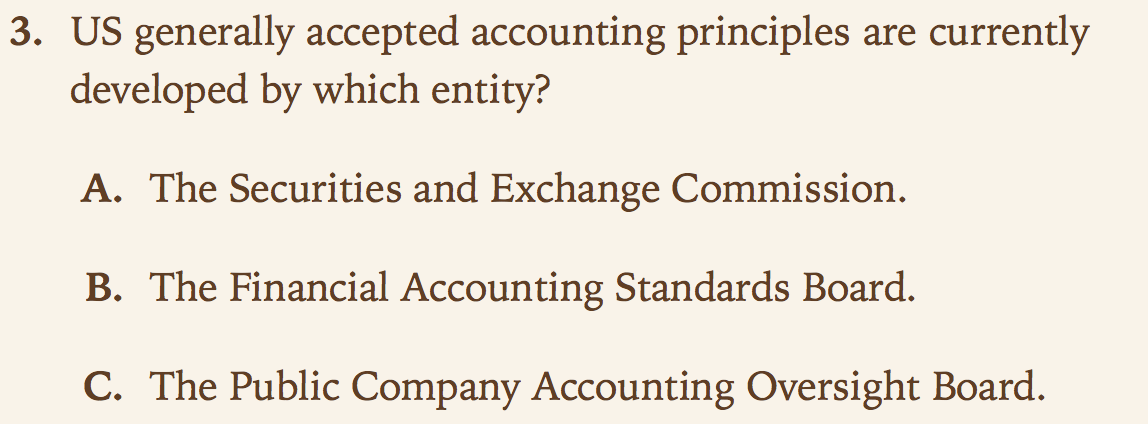 3. US generally accepted accounting principles are currently
developed by which entity?
A. The Securities and Exchange Commission.
B. The Financial Accounting Standards Board.
C. The Public Company Accounting Oversight Board.